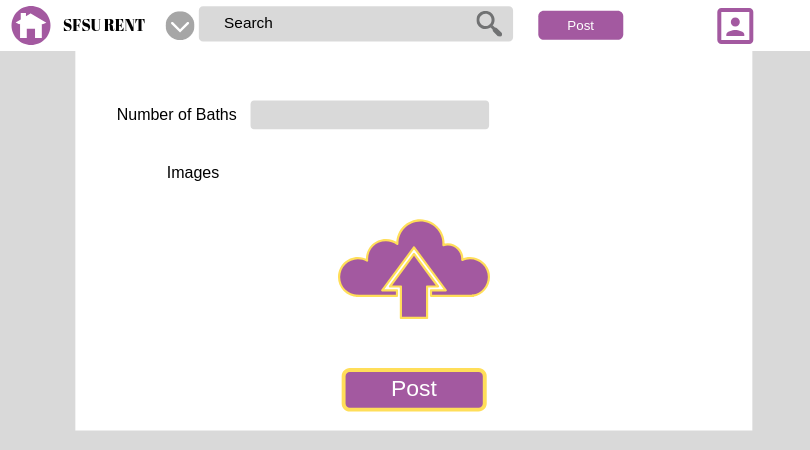 SFSU RENT
Search
Post
Number of Baths
Images
Post